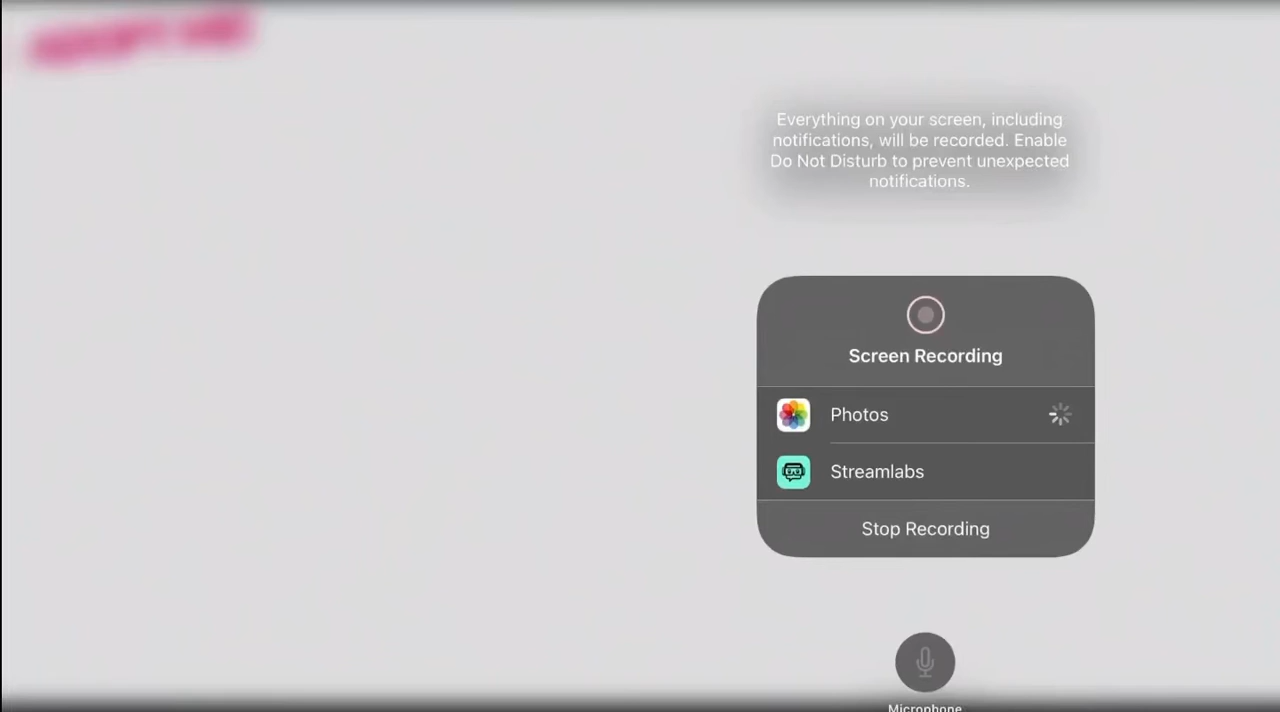 Everything on your screen, including
notifications, will be recorded. Enable
Do Not Disturb to prevent unexpected
notifications.
Screen Recording
Photos
Streamlabs
Stop Recording
Microphone